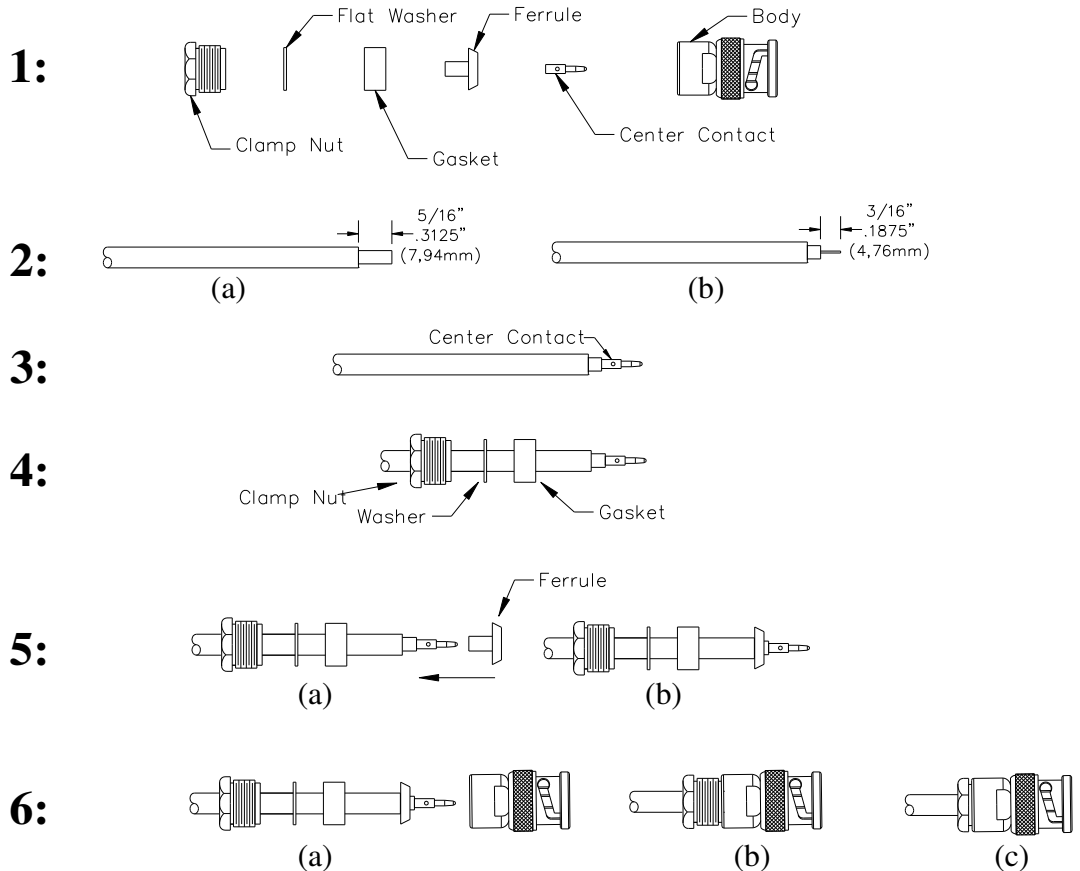 1:
Flat Washer
Ferrule
Body
Clamp Nut
Gasket
Center Contact
2:
5/16"
.3125"
(7,94mm)
(a)
3/16"
.1875"
(4,76mm)
(b)
3:
Center Contact
4:
Clamp Nut
Washer
Gasket
5:
Ferrule
(a)
(b)
6:
(a)
(b)
(c)